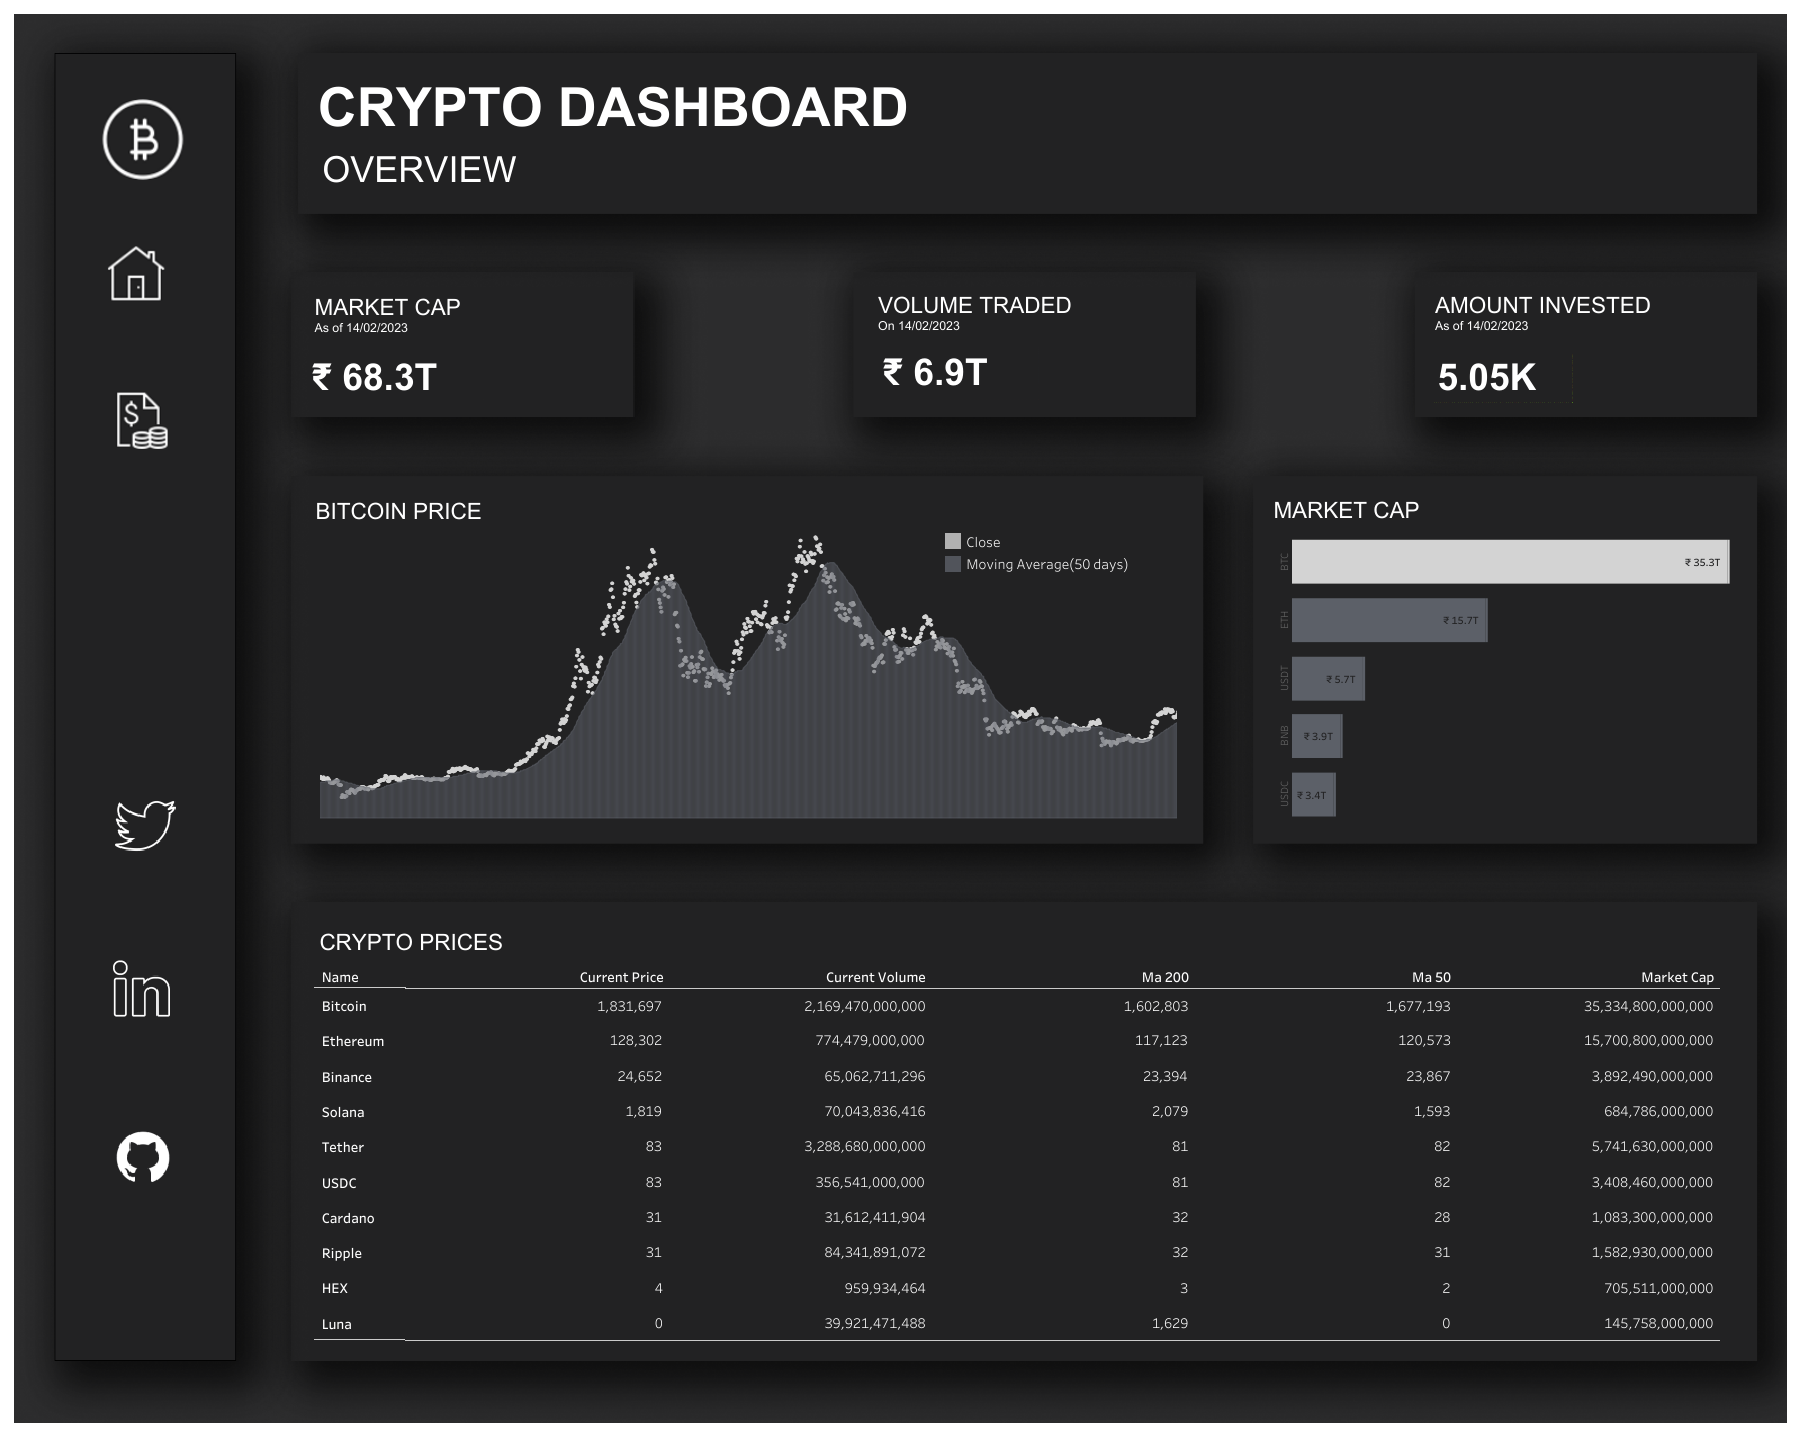 CRYPTO DASHBOARD
OVERVIEW
MARKET CAP
As of 14/02/2023
₹ 68.3T
VOLUME TRADED
On 14/02/2023
₹ 6.9T
AMOUNT INVESTED
As of 14/02/2023
5.05K
BITCOIN PRICE
Close
Moving Average(50 days)
MARKET CAP
BTC ₹ 35.3T
ETH ₹ 15.7T
USDT ₹ 5.7T
BNB ₹ 3.9T
USDC ₹ 3.4T
CRYPTO PRICES
Name Current Price Current Volume Ma 200 Ma 50 Market Cap
Bitcoin 1,831,697 2,169,470,000,000 1,602,803 1,677,193 35,334,800,000,000
Ethereum 128,302 774,479,000,000 117,123 120,573 15,700,800,000,000
Binance 24,652 65,062,711,296 23,394 23,867 3,892,490,000,000
Solana 1,819 70,043,836,416 2,079 1,593 684,786,000,000
Tether 83 3,288,680,000,000 81 82 5,741,630,000,000
USDC 83 356,541,000,000 81 82 3,408,460,000,000
Cardano 31 31,612,411,904 32 28 1,083,300,000,000
Ripple 31 84,341,891,072 32 31 1,582,930,000,000
HEX 4 959,934,464 3 2 705,511,000,000
Luna 0 39,921,471,488 1,629 0 145,758,000,000